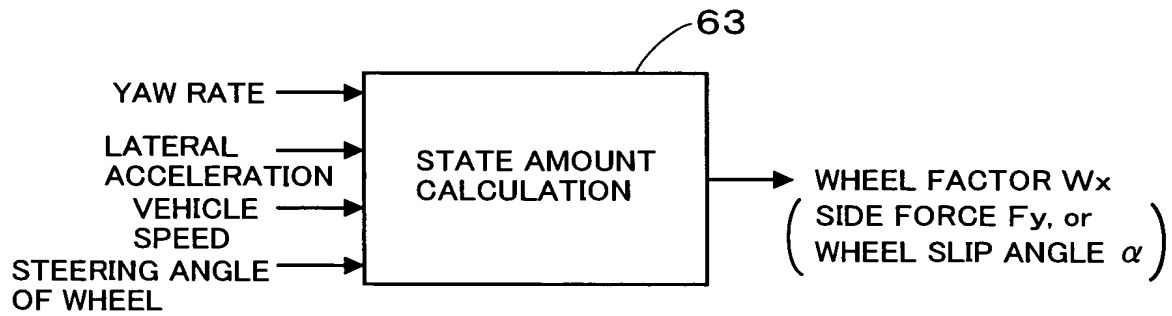 63
YAW RATE
LATERAL
ACCELERATION
VEHICLE
SPEED
STEERING ANGLE
OF WHEEL
STATE AMOUNT
CALCULATION
WHEEL FACTOR Wx
(SIDE FORCE Fy, or
WHEEL SLIP ANGLE α)